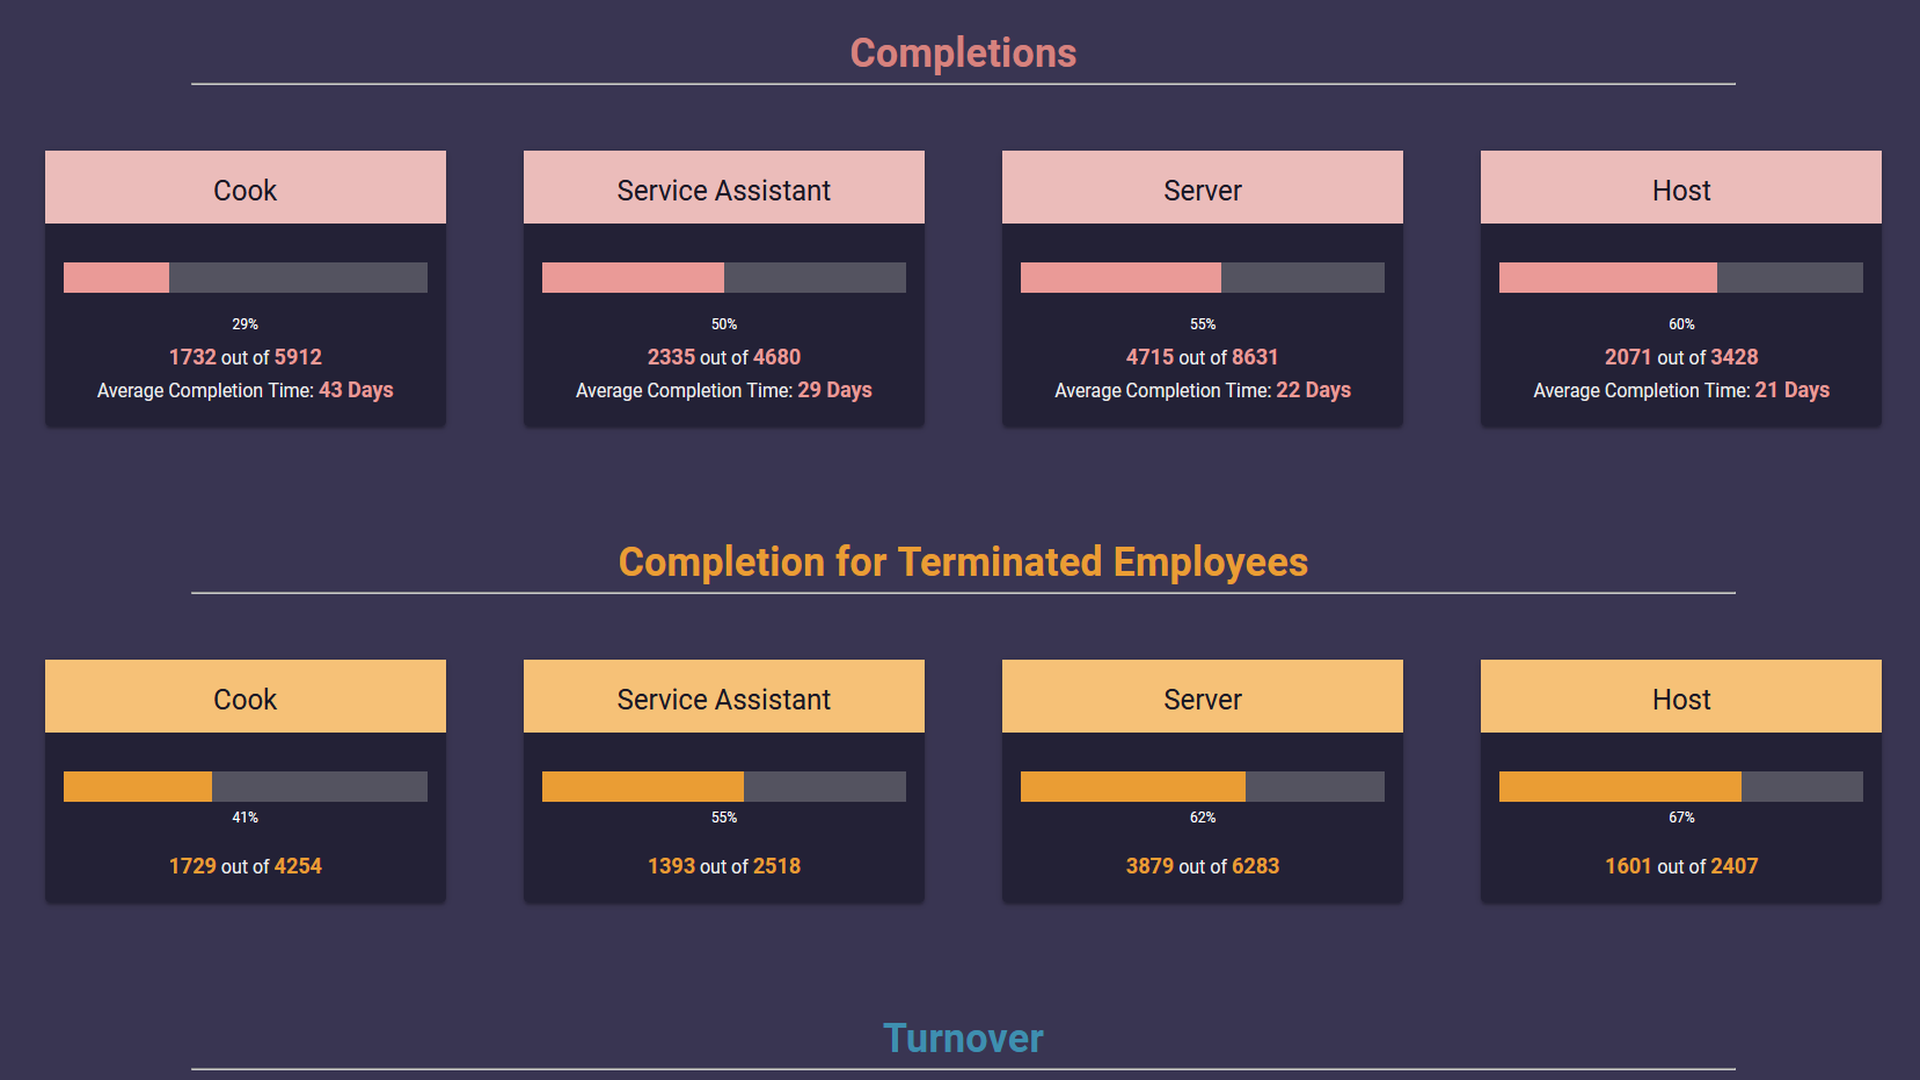 Completions
Cook
29%
1732 out of 5912
Average Completion Time: 43 Days
Service Assistant
50%
2335 out of 4680
Average Completion Time: 29 Days
Server
55%
4715 out of 8631
Average Completion Time: 22 Days
Host
60%
2071 out of 3428
Average Completion Time: 21 Days
Completion for Terminated Employees
Cook
41%
1729 out of 4254
Service Assistant
55%
1393 out of 2518
Server
62%
3879 out of 6283
Host
67%
1601 out of 2407
Turnover